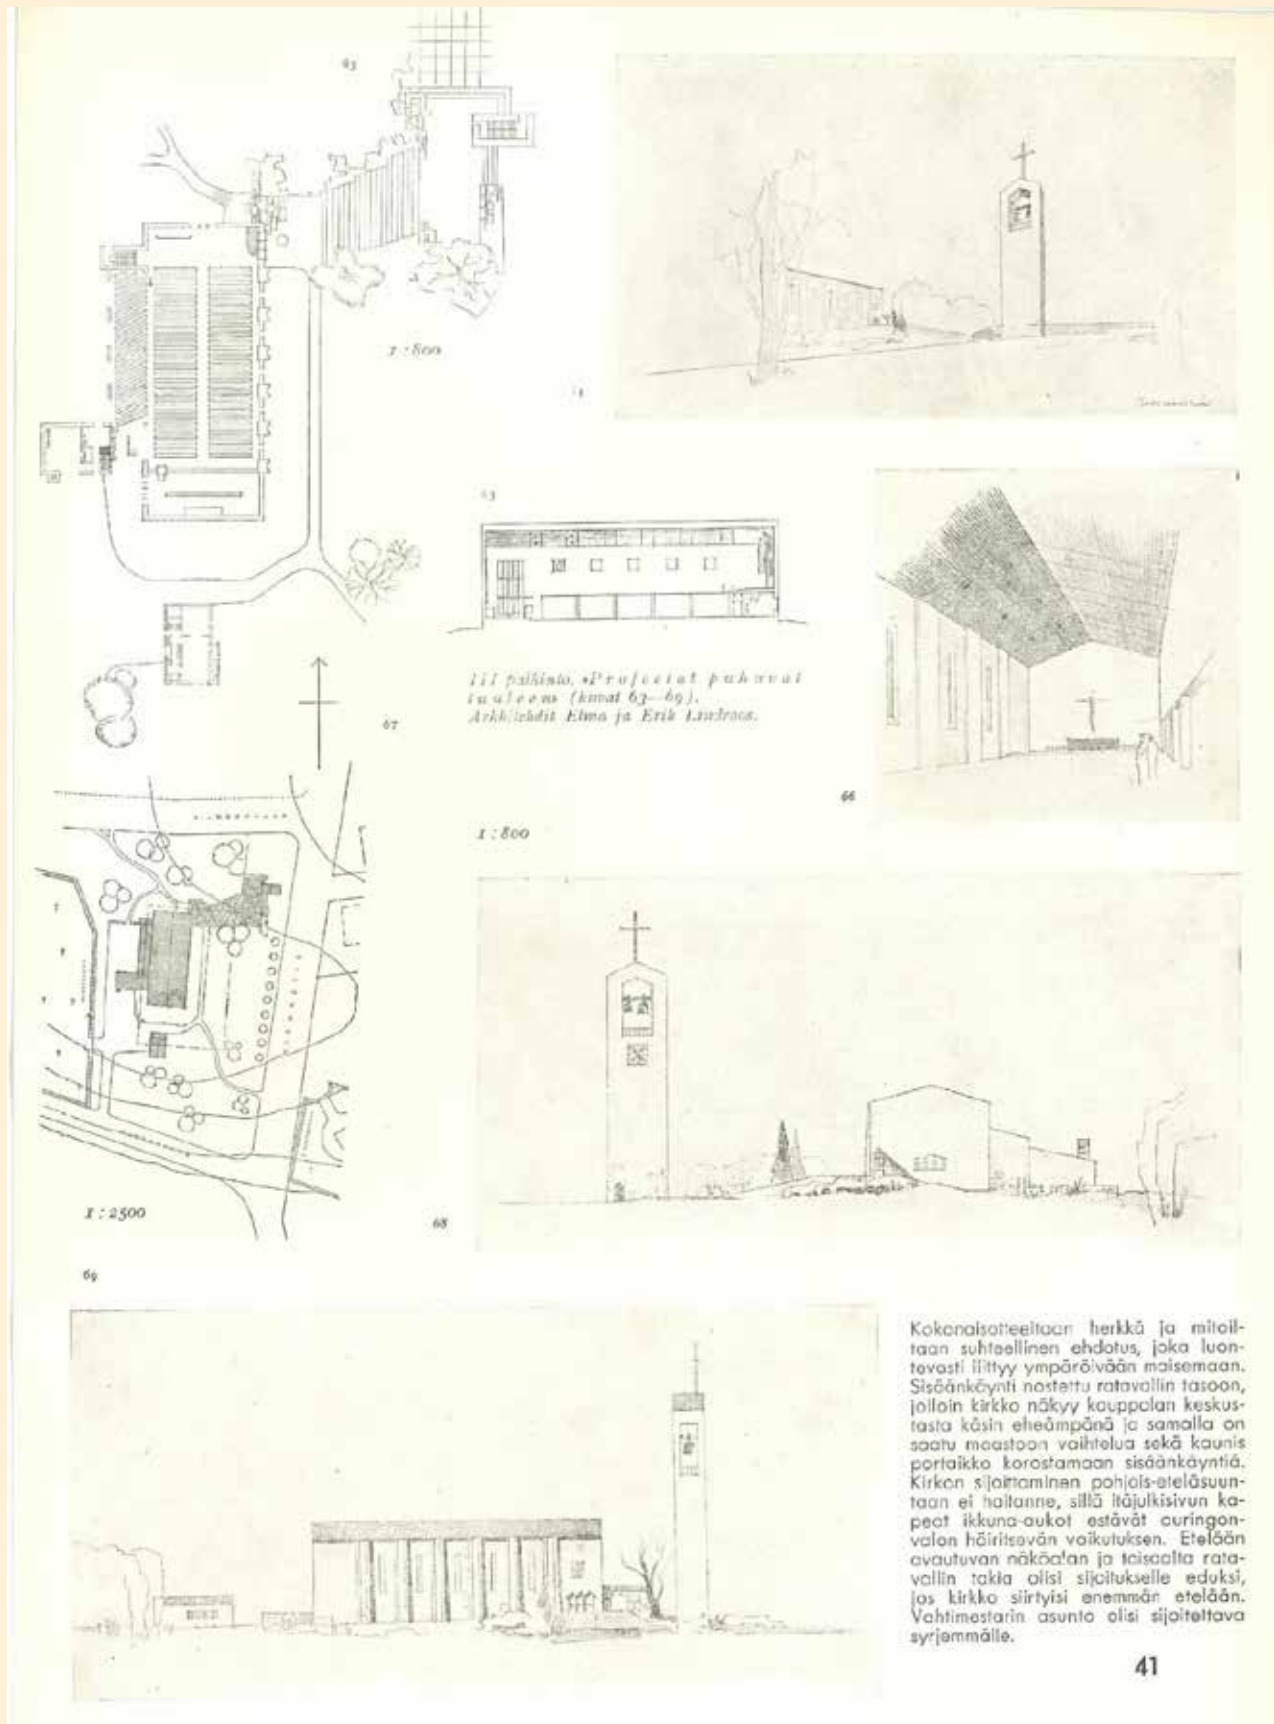 63
1 : 800
63
III palkinto, »Profeetat puhuvat
tuuleen» (kuvat 63—69).
Arkkitehdit Elma ja Erik Lindroos.
67
66
1 : 800
1 : 2500
68
69
Kokonaisotteeltaan herkkä ja mitoil-
taan suhteellinen ehdotus, joka luon-
tevasti liittyy ympäröivään maisemaan.
Sisäänkäynti nostettu ratavallin tasoon,
jolloin kirkko näkyy kauppalan keskus-
tasta käsin eheämpänä ja samalla on
saatu maastoon vaihtelua sekä kaunis
portaikko korostamaan sisäänkäyntiä.
Kirkon sijoittaminen pohjois-eteläsuun-
taan ei haitanne, sillä itäjulkisivun ka-
peat ikkuna-aukot estävät auringon-
valon häiritsevän vaikutuksen. Etelään
avautuvan näköalan ja toisaalta rata-
vallin takia olisi sijoitukselle eduksi,
jos kirkko siirtyisi enemmän etelään.
Vahtimestarin asunto olisi sijoitettava
syrjemmälle.
41